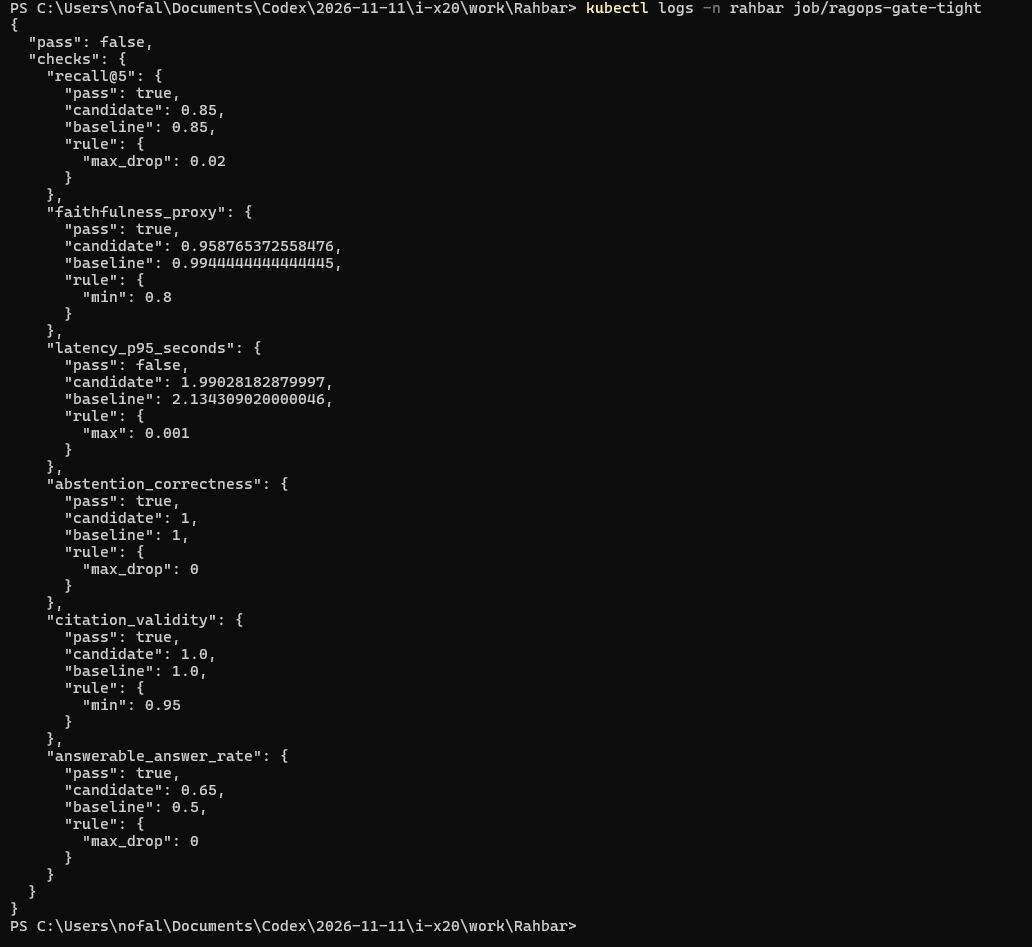 PS C:\Users\nofal\Documents\Codex\2026-11-11\i-x20\work\Rahbar> kubectl logs -n rahbar job/ragops-gate-tight
{
  "pass": false,
  "checks": {
    "recall@5": {
      "pass": true,
      "candidate": 0.85,
      "baseline": 0.85,
      "rule": {
        "max_drop": 0.02
      }
    },
    "faithfulness_proxy": {
      "pass": true,
      "candidate": 0.958765372558476,
      "baseline": 0.9944444444444445,
      "rule": {
        "min": 0.8
      }
    },
    "latency_p95_seconds": {
      "pass": false,
      "candidate": 1.99028182879997,
      "baseline": 2.134309020000046,
      "rule": {
        "max": 0.001
      }
    },
    "abstention_correctness": {
      "pass": true,
      "candidate": 1,
      "baseline": 1,
      "rule": {
        "max_drop": 0
      }
    },
    "citation_validity": {
      "pass": true,
      "candidate": 1.0,
      "baseline": 1.0,
      "rule": {
        "min": 0.95
      }
    },
    "answerable_answer_rate": {
      "pass": true,
      "candidate": 0.65,
      "baseline": 0.5,
      "rule": {
        "max_drop": 0
      }
    }
  }
}
PS C:\Users\nofal\Documents\Codex\2026-11-11\i-x20\work\Rahbar>